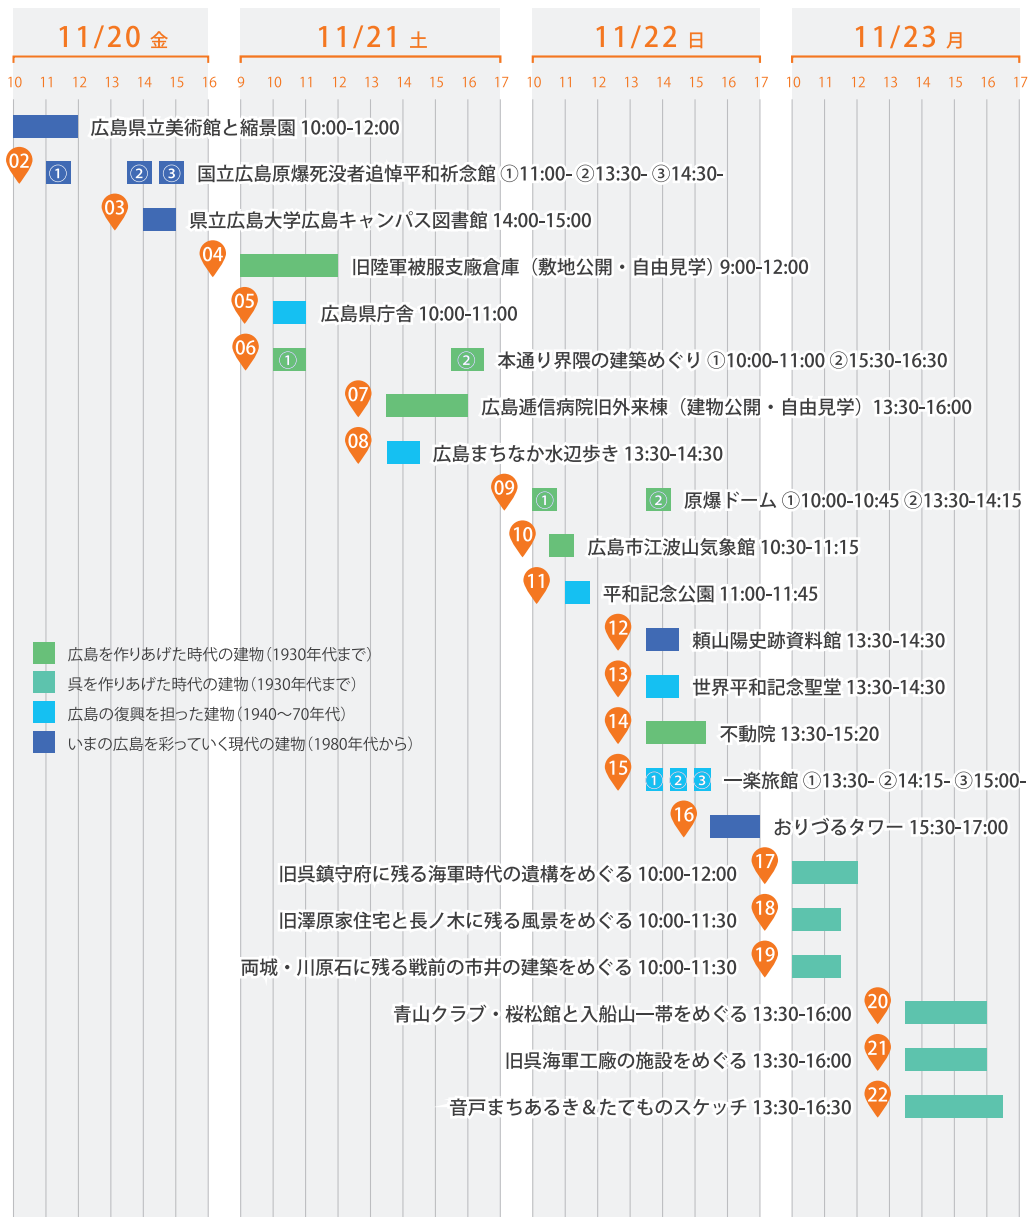 11/20 金
11/21 土
11/22 日
11/23 月
10 11 12 13 14 15 16
9 10 11 12 13 14 15 16 17
10 11 12 13 14 15 16 17
10 11 12 13 14 15 16 17
広島県立美術館と縮景園 10:00-12:00
02 ① ② ③ 国立広島原爆死没者追悼平和祈念館 ①11:00- ②13:30- ③14:30-
03 県立広島大学広島キャンパス図書館 14:00-15:00
04 旧陸軍被服支廠倉庫（敷地公開・自由見学）9:00-12:00
05 広島県庁舎 10:00-11:00
06 ① ② 本通り界隈の建築めぐり ①10:00-11:00 ②15:30-16:30
07 広島逓信病院旧外来棟（建物公開・自由見学）13:30-16:00
08 広島まちなか水辺歩き 13:30-14:30
09 ① ② 原爆ドーム ①10:00-10:45 ②13:30-14:15
10 広島市江波山気象館 10:30-11:15
11 平和記念公園 11:00-11:45
12 頼山陽史跡資料館 13:30-14:30
13 世界平和記念聖堂 13:30-14:30
14 不動院 13:30-15:20
15 ① ② ③ 一楽旅館 ①13:30- ②14:15- ③15:00-
16 おりづるタワー 15:30-17:00
広島を作りあげた時代の建物（1930年代まで）
呉を作りあげた時代の建物（1930年代まで）
広島の復興を担った建物（1940〜70年代）
いまの広島を彩っていく現代の建物（1980年代から）
旧呉鎮守府に残る海軍時代の遺構をめぐる 10:00-12:00 17
旧澤原家住宅と長ノ木に残る風景をめぐる 10:00-11:30 18
両城・川原石に残る戦前の市井の建築をめぐる 10:00-11:30 19
青山クラブ・桜松館と入船山一帯をめぐる 13:30-16:00 20
旧呉海軍工廠の施設をめぐる 13:30-16:00 21
音戸まちあるき＆たてものスケッチ 13:30-16:30 22